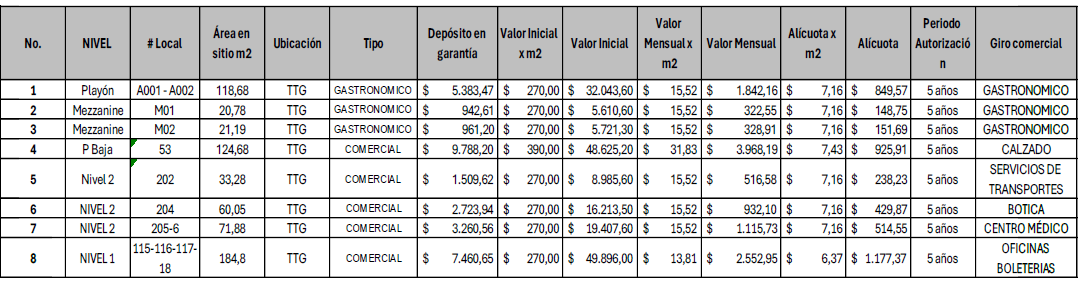 No. NIVEL # Local Área en sitio m2 Ubicación Tipo Depósito en garantía Valor Inicial x m2 Valor Inicial Valor Mensual x m2 Valor Mensual Alícuota x m2 Alícuota Periodo Autorizació n Giro comercial
1 Playón A001 - A002 118,68 TTG GASTRONOMICO $ 5.383,47 $ 270,00 $ 32.043,60 $ 15,52 $ 1.842,16 $ 7,16 $ 849,57 5 años GASTRONOMICO
2 Mezzanine M01 20,78 TTG GASTRONOMICO $ 942,61 $ 270,00 $ 5.610,60 $ 15,52 $ 322,55 $ 7,16 $ 148,75 5 años GASTRONOMICO
3 Mezzanine M02 21,19 TTG GASTRONOMICO $ 961,20 $ 270,00 $ 5.721,30 $ 15,52 $ 328,91 $ 7,16 $ 151,69 5 años GASTRONOMICO
4 P Baja 53 124,68 TTG COMERCIAL $ 9.788,20 $ 390,00 $ 48.625,20 $ 31,83 $ 3.968,19 $ 7,43 $ 925,91 5 años CALZADO
5 Nivel 2 202 33,28 TTG COMERCIAL $ 1.509,62 $ 270,00 $ 8.985,60 $ 15,52 $ 516,58 $ 7,16 $ 238,23 5 años SERVICIOS DE TRANSPORTES
6 NIVEL 2 204 60,05 TTG COMERCIAL $ 2.723,94 $ 270,00 $ 16.213,50 $ 15,52 $ 932,10 $ 7,16 $ 429,87 5 años BOTICA
7 NIVEL 2 205-6 71,88 TTG COMERCIAL $ 3.260,56 $ 270,00 $ 19.407,60 $ 15,52 $ 1.115,73 $ 7,16 $ 514,55 5 años CENTRO MÉDICO
8 NIVEL 1 115-116-117-18 184,8 TTG COMERCIAL $ 7.460,65 $ 270,00 $ 49.896,00 $ 13,81 $ 2.552,95 $ 6,37 $ 1.177,37 5 años OFICINAS BOLETERIAS